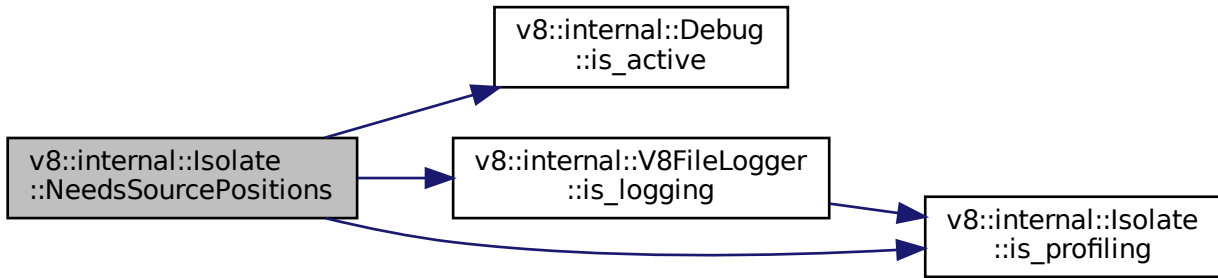 v8::internal::Debug
::is_active
v8::internal::Isolate
::NeedsSourcePositions
v8::internal::V8FileLogger
::is_logging
v8::internal::Isolate
::is_profiling